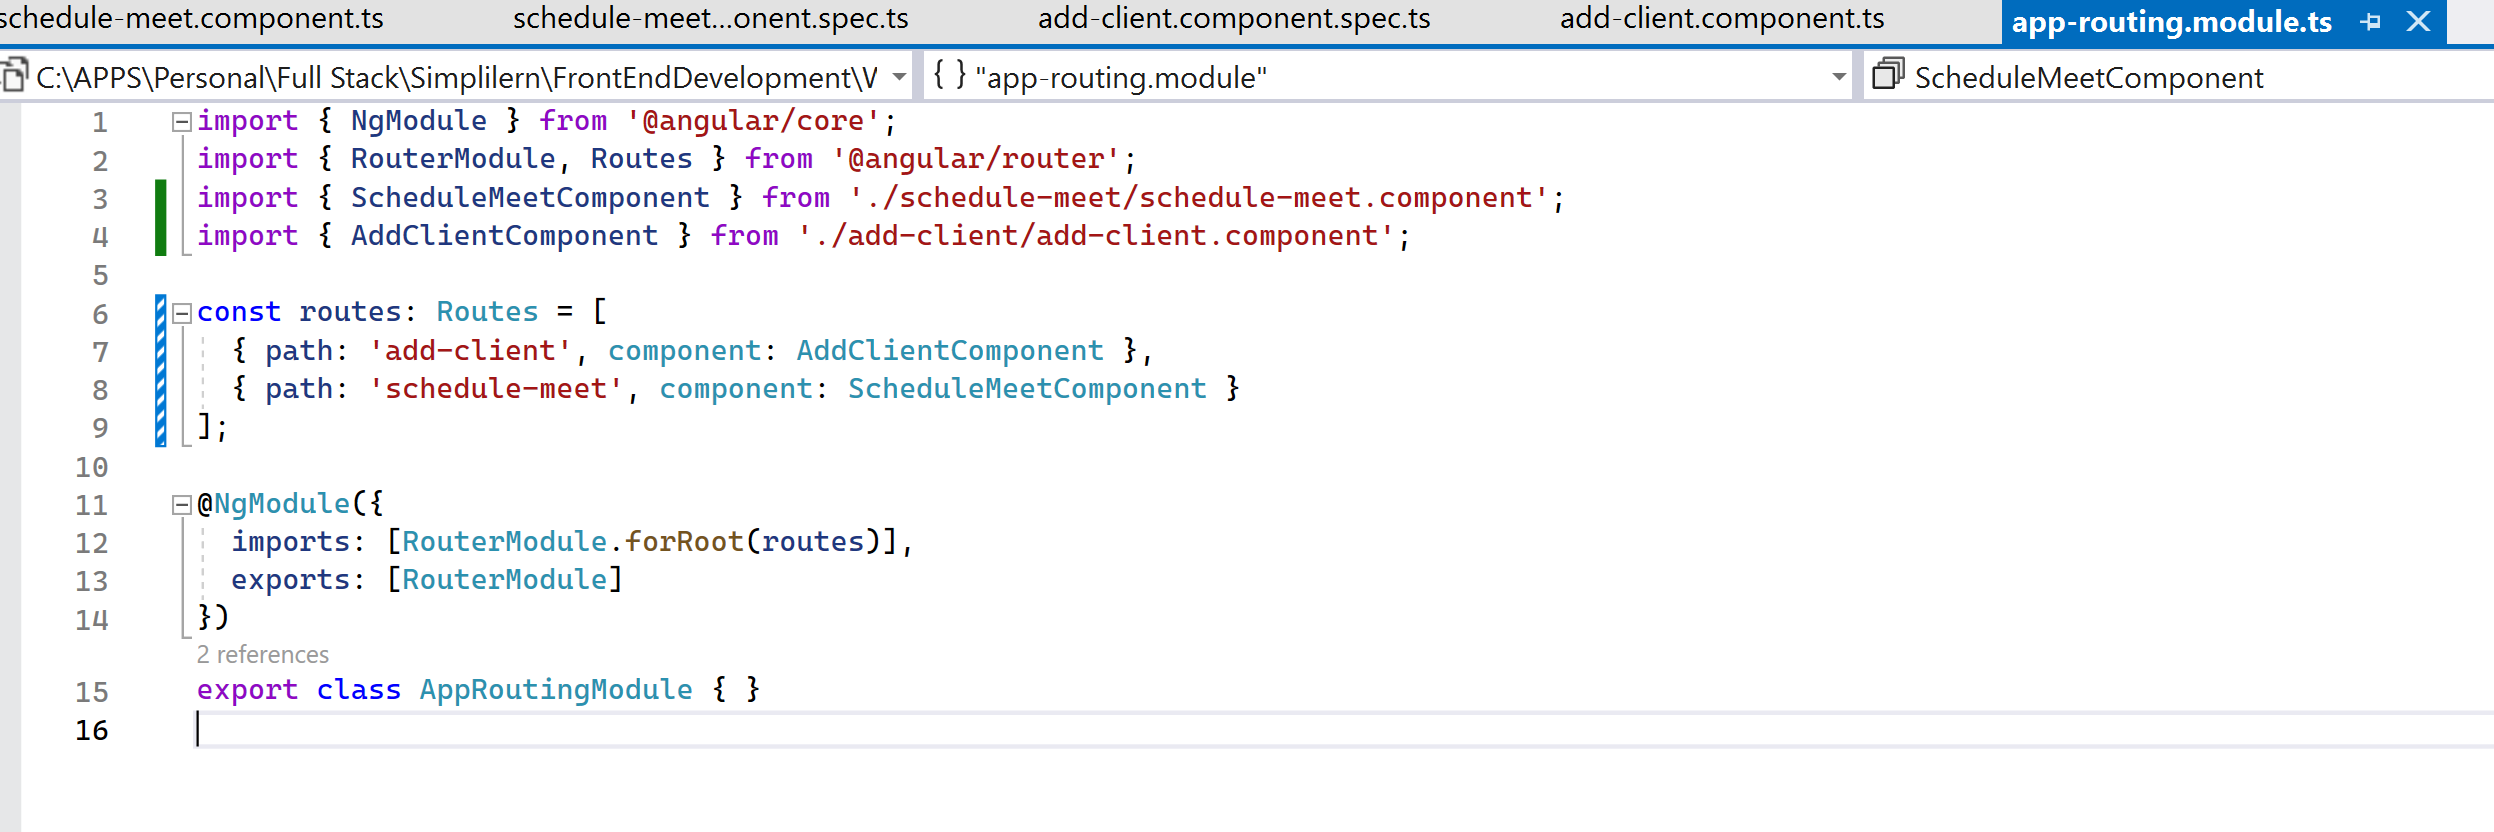 schedule-meet.component.ts schedule-meet...onent.spec.ts add-client.component.spec.ts add-client.component.ts app-routing.module.ts
C:\APPS\Personal\Full Stack\Simplilern\FrontEndDevelopment\V { } "app-routing.module" ScheduleMeetComponent
1 import { NgModule } from '@angular/core';
2 import { RouterModule, Routes } from '@angular/router';
3 import { ScheduleMeetComponent } from './schedule-meet/schedule-meet.component';
4 import { AddClientComponent } from './add-client/add-client.component';
5
6 const routes: Routes = [
7   { path: 'add-client', component: AddClientComponent },
8   { path: 'schedule-meet', component: ScheduleMeetComponent }
9 ];
10
11 @NgModule({
12   imports: [RouterModule.forRoot(routes)],
13   exports: [RouterModule]
14 })
2 references
15 export class AppRoutingModule { }
16